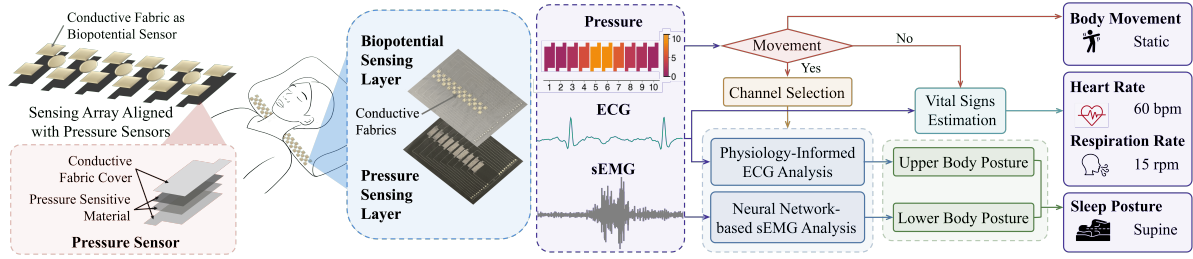 Conductive Fabric as
Biopotential Sensor
Sensing Array Aligned
with Pressure Sensors
Conductive
Fabric Cover
Pressure Sensitive
Material
Pressure Sensor
Biopotential
Sensing
Layer
Conductive
Fabrics
Pressure
Sensing
Layer
Pressure
10
5
0
1 2 3 4 5 6 7 8 9 10
ECG
sEMG
Movement
No
Yes
Channel Selection
Vital Signs
Estimation
Physiology-Informed
ECG Analysis
Neural Network-
based sEMG Analysis
Upper Body Posture
Lower Body Posture
Body Movement
Static
Heart Rate
60 bpm
Respiration Rate
15 rpm
Sleep Posture
Supine